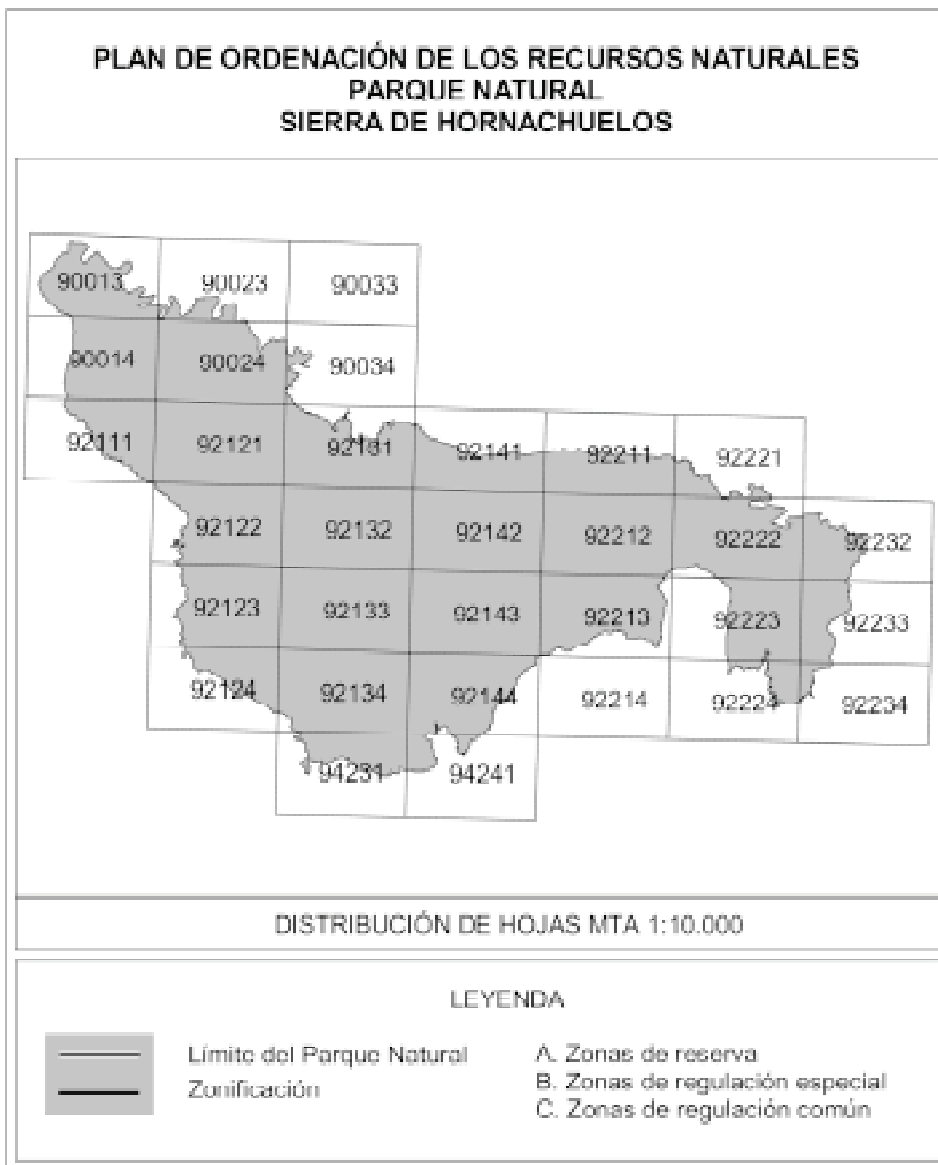 PLAN DE ORDENACIÓN DE LOS RECURSOS NATURALES
PARQUE NATURAL
SIERRA DE HORNACHUELOS
90013 90023 90033
90014 90024 90034
92111 92121 92131 92141 92211 92221
92122 92132 92142 92212 92222 92232
92123 92133 92143 92213 92223 92233
92124 92134 92144 92214 92224 92234
94231 94241
DISTRIBUCIÓN DE HOJAS MTA 1:10.000
LEYENDA
Límite del Parque Natural
Zonificación
A. Zonas de reserva
B. Zonas de regulación especial
C. Zonas de regulación común